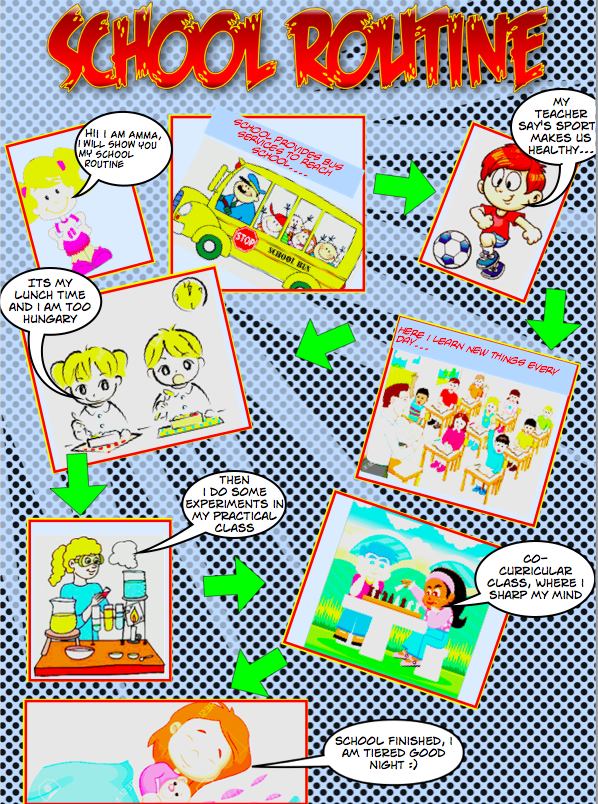 SCHOOL ROUTINE
HI! I AM AMMA,
I WILL SHOW YOU
MY SCHOOL
ROUTINE
SCHOOL PROVIDES BUS
SERVICES TO REACH
SCHOOL....
STOP
SCHOOL BUS
MY
TEACHER
SAY'S SPORT
MAKES US
HEALTHY...
HERE I LEARN NEW THINGS EVERY
DAY...
ITS MY
LUNCH TIME
AND I AM TOO
HUNGARY
THEN
I DO SOME
EXPERIMENTS IN
MY PRACTICAL
CLASS
CO-
CURRICULAR
CLASS, WHERE I
SHARP MY MIND
SCHOOL FINISHED, I
AM TIERED GOOD
NIGHT :)